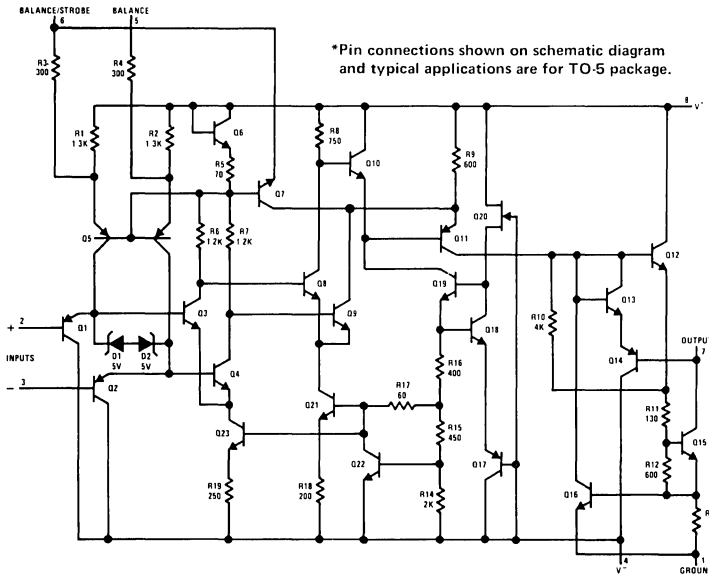 BALANCE/STROBE
6
BALANCE
5
*Pin connections shown on schematic diagram
and typical applications are for TO-5 package.
R3
300
R4
300
R1
1 3K
R2
1 3K
Q6
R5
70
Q7
R8
750
Q10
R9
600
8 V+
Q5
R6
1 2K
R7
1 2K
Q20
Q11
Q12
Q8
Q19
Q13
+ 2
Q1
Q3
Q9
Q18
R10
4K
Q14
OUTPUT
7
D1
5V
D2
5V
INPUTS
R16
400
− 3
Q2
Q4
Q21
R17
60
R15
450
R11
130
Q15
Q23
Q22
Q17
R12
600
Q16
R19
250
R18
200
R14
2K
R
4
V−
1
GROUN